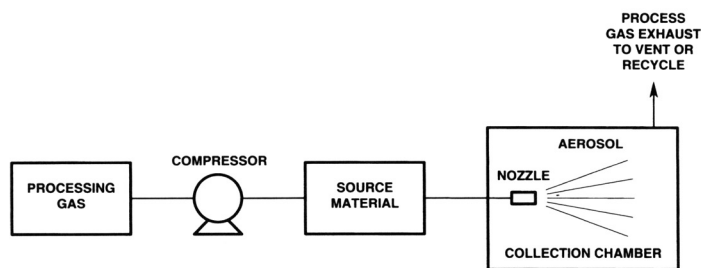 PROCESS
GAS EXHAUST
TO VENT OR
RECYCLE
PROCESSING
GAS
COMPRESSOR
SOURCE
MATERIAL
AEROSOL
NOZZLE
COLLECTION CHAMBER